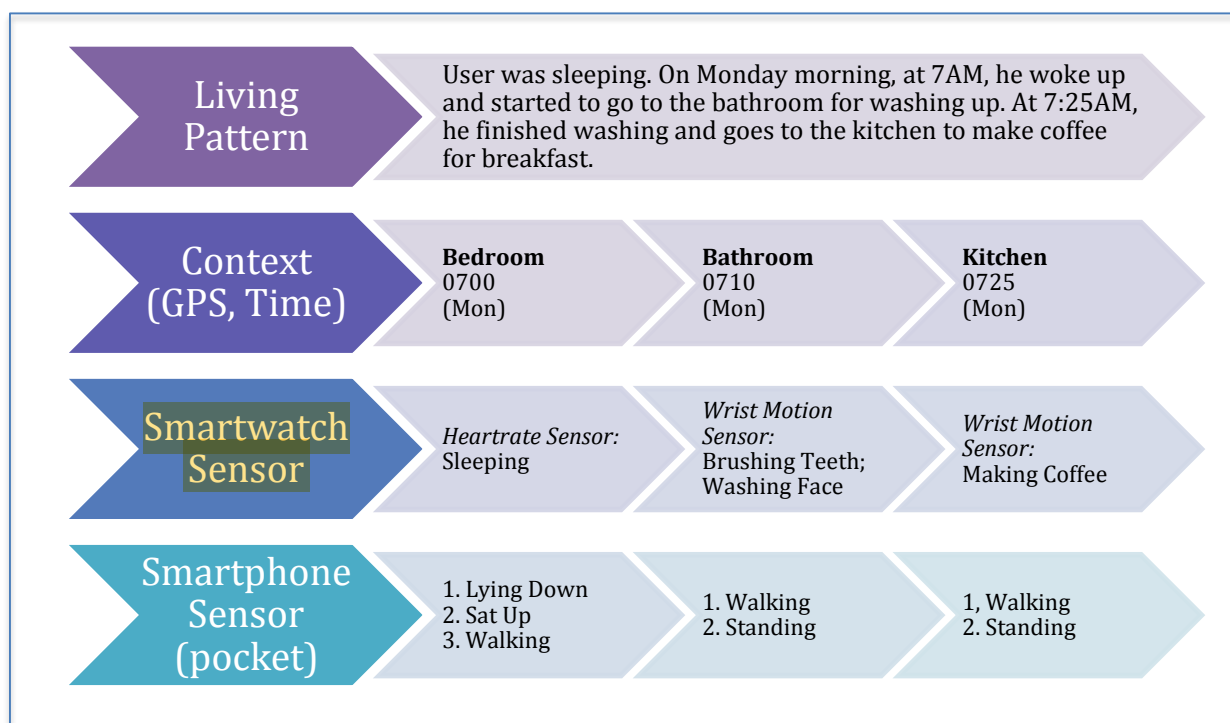 Living
Pattern
User was sleeping. On Monday morning, at 7AM, he woke up
and started to go to the bathroom for washing up. At 7:25AM,
he finished washing and goes to the kitchen to make coffee
for breakfast.
Context
(GPS, Time)
Bedroom
0700
(Mon)
Bathroom
0710
(Mon)
Kitchen
0725
(Mon)
Smartwatch
Sensor
Heartrate Sensor:
Sleeping
Wrist Motion
Sensor:
Brushing Teeth;
Washing Face
Wrist Motion
Sensor:
Making Coffee
Smartphone
Sensor
(pocket)
1. Lying Down
2. Sat Up
3. Walking
1. Walking
2. Standing
1, Walking
2. Standing